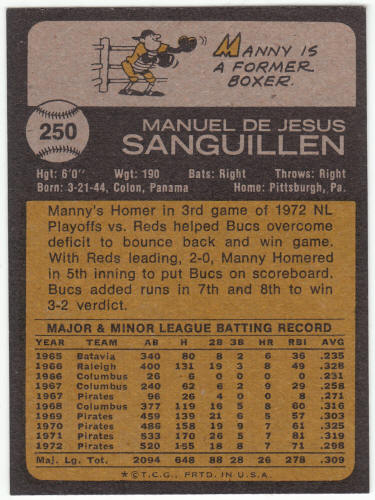 MANNY IS
A FORMER
BOXER.
250
MANUEL DE JESUS
SANGUILLEN
Hgt: 6'0" Wgt: 190 Bats: Right Throws: Right
Born: 3-21-44, Colon, Panama Home: Pittsburgh, Pa.
Manny's Homer in 3rd game of 1972 NL
Playoffs vs. Reds helped Bucs overcome
deficit to bounce back and win game.
With Reds leading, 2-0, Manny Homered
in 5th inning to put Bucs on scoreboard.
Bucs added runs in 7th and 8th to win
3-2 verdict.
MAJOR & MINOR LEAGUE BATTING RECORD
YEAR TEAM AB H 2B 3B HR RBI AVG
1965 Batavia 340 80 8 2 6 36 .235
1966 Raleigh 400 131 19 3 8 49 .328
1966 Columbus 26 6 0 0 0 0 .231
1967 Columbus 240 62 6 2 9 29 .258
1967 Pirates 96 26 4 0 0 8 .271
1968 Columbus 377 119 16 5 8 60 .316
1969 Pirates 459 139 21 6 5 57 .303
1970 Pirates 486 158 19 9 7 61 .325
1971 Pirates 533 170 26 5 7 81 .319
1972 Pirates 520 155 18 8 7 71 .298
Maj. Lg. Tot. 2094 648 88 28 26 278 .309
*©T.C.G., PRTD. IN U.S.A.